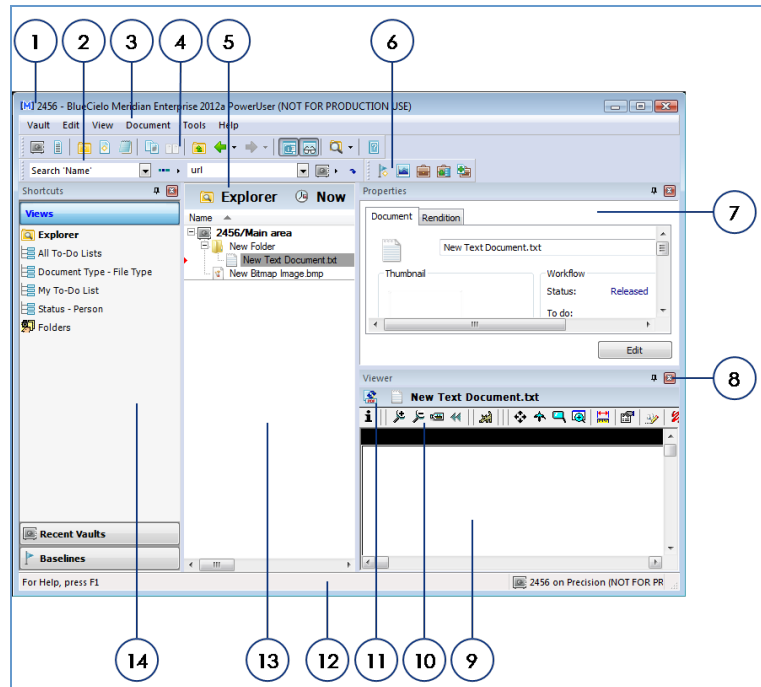 1
2
3
4
5
6
[M] 2456 - BlueCielo Meridian Enterprise 2012a PowerUser (NOT FOR PRODUCTION USE)
Vault Edit View Document Tools Help
Search 'Name'
url
Shortcuts
Views
Explorer
All To-Do Lists
Document Type - File Type
My To-Do List
Status - Person
Folders
Recent Vaults
Baselines
Explorer Now
Name
2456/Main area
New Folder
New Text Document.txt
New Bitmap Image.bmp
Properties
Document Rendition
New Text Document.txt
Thumbnail
Workflow
Status: Released
To do:
Edit
7
Viewer
8
New Text Document.txt
For Help, press F1
2456 on Precision (NOT FOR PR
14
13
12
11
10
9